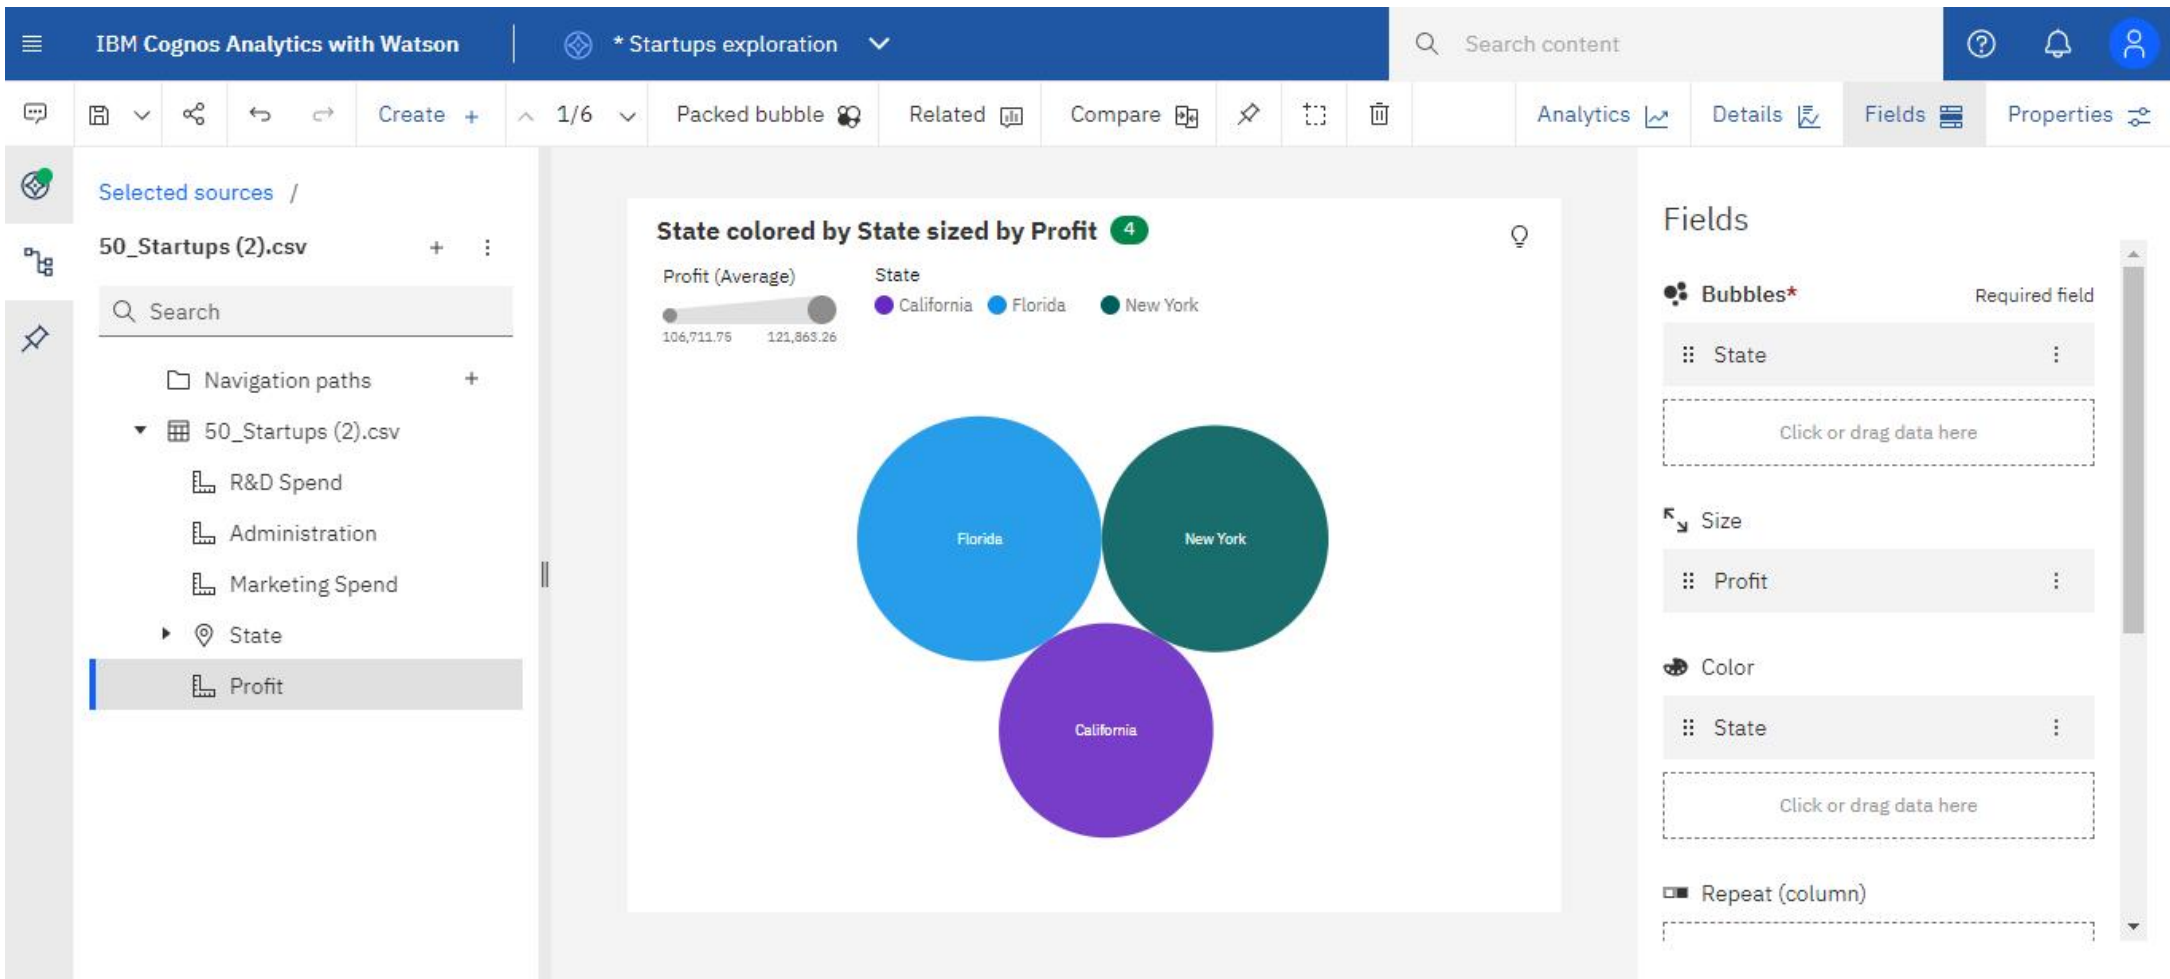 IBM Cognos Analytics with Watson
* Startups exploration
Search content
Create +
1/6
Packed bubble
Related
Compare
Analytics
Details
Fields
Properties
Selected sources /
50_Startups (2).csv
Search
Navigation paths
50_Startups (2).csv
R&D Spend
Administration
Marketing Spend
State
Profit
State colored by State sized by Profit 4
Profit (Average)
106,711.75 121,863.26
State
California Florida New York
Florida
New York
California
Fields
Bubbles* Required field
State
Click or drag data here
Size
Profit
Color
State
Click or drag data here
Repeat (column)